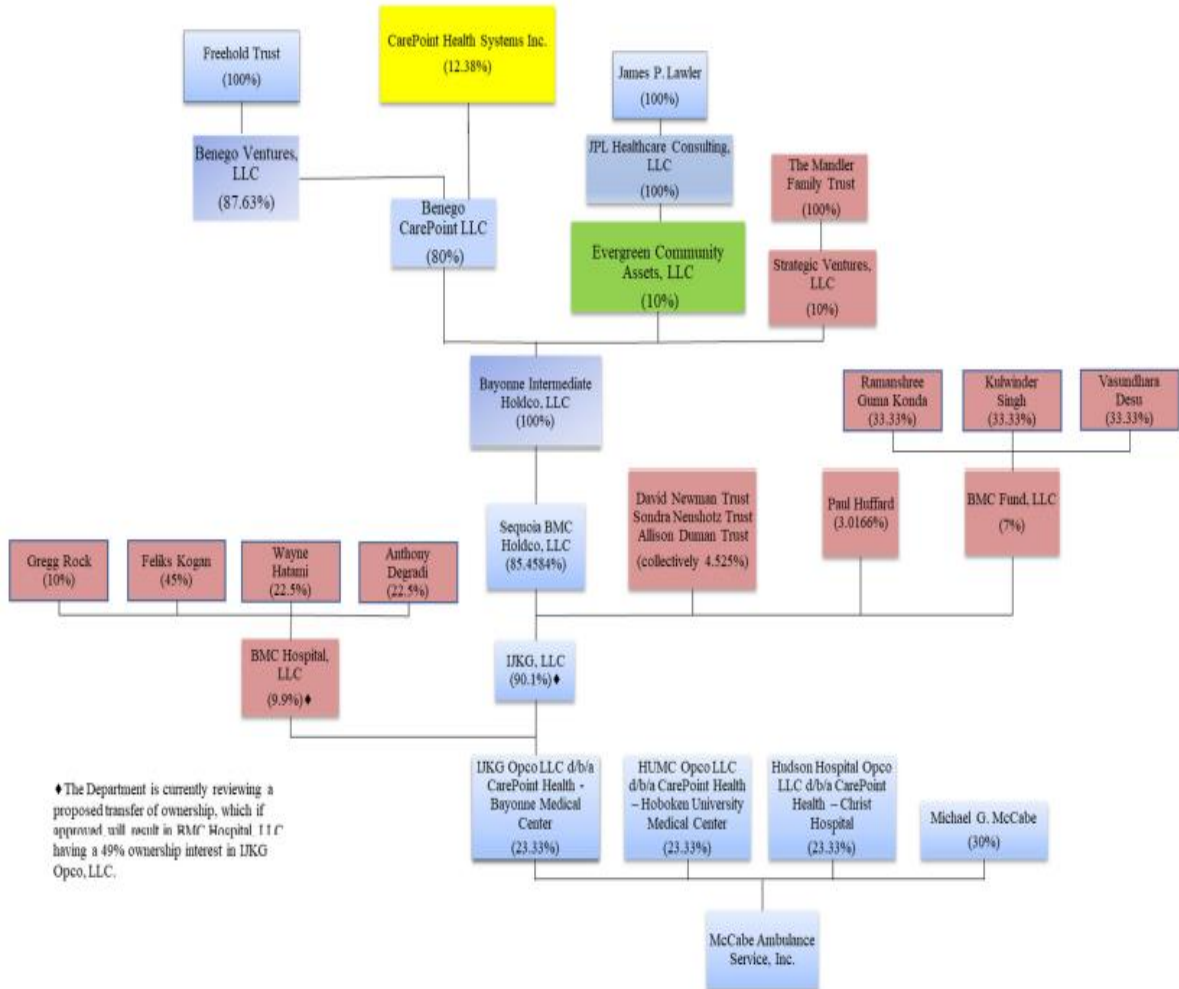 Freehold Trust
(100%)
CarePoint Health Systems Inc.
(12.38%)
James P. Lawler
(100%)
Benego Ventures,
LLC
(87.63%)
JPL Healthcare Consulting,
LLC
(100%)
The Mandler
Family Trust
(100%)
Benego
CarePoint LLC
(80%)
Evergreen Community
Assets, LLC
(10%)
Strategic Ventures,
LLC
(10%)
Bayonne Intermediate
Holdco, LLC
(100%)
Ramanshree
Guma Konda
(33.33%)
Kulwinder
Singh
(33.33%)
Vasundhara
Desu
(33.33%)
Sequoia BMC
Holdco, LLC
(85.4584%)
David Newman Trust
Sondra Neushotz Trust
Allison Duman Trust
(collectively 4.525%)
Paul Huffard
(3.0166%)
BMC Fund, LLC
(7%)
Gregg Rock
(10%)
Feliks Kogan
(45%)
Wayne
Hatami
(22.5%)
Anthony
Degradi
(22.5%)
BMC Hospital,
LLC
(9.9%)♦
IJKG, LLC
(90.1%)♦
♦The Department is currently reviewing a
proposed transfer of ownership, which if
approved, will result in BMC Hospital, LLC
having a 49% ownership interest in IJKG
Opco, LLC.
IJKG Opco LLC d/b/a
CarePoint Health -
Bayonne Medical
Center
(23.33%)
HUMC Opco LLC
d/b/a CarePoint Health
– Hoboken University
Medical Center
(23.33%)
Hudson Hospital Opco
LLC d/b/a CarePoint
Health – Christ
Hospital
(23.33%)
Michael G. McCabe
(30%)
McCabe Ambulance
Service, Inc.